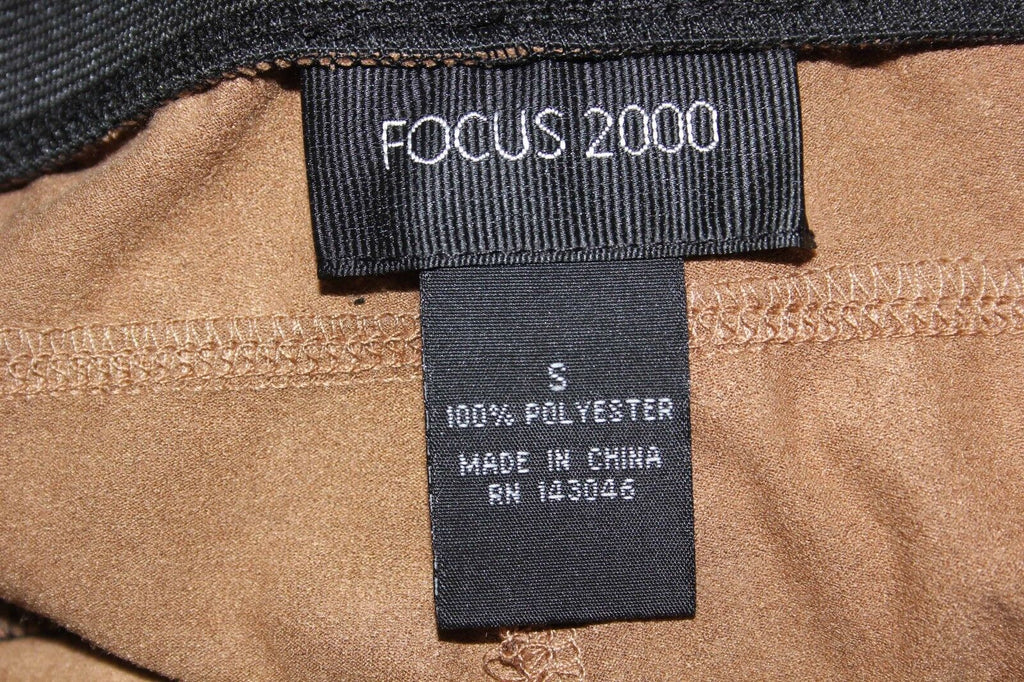 FOCUS 2000
S
100% POLYESTER
MADE IN CHINA
RN 143046